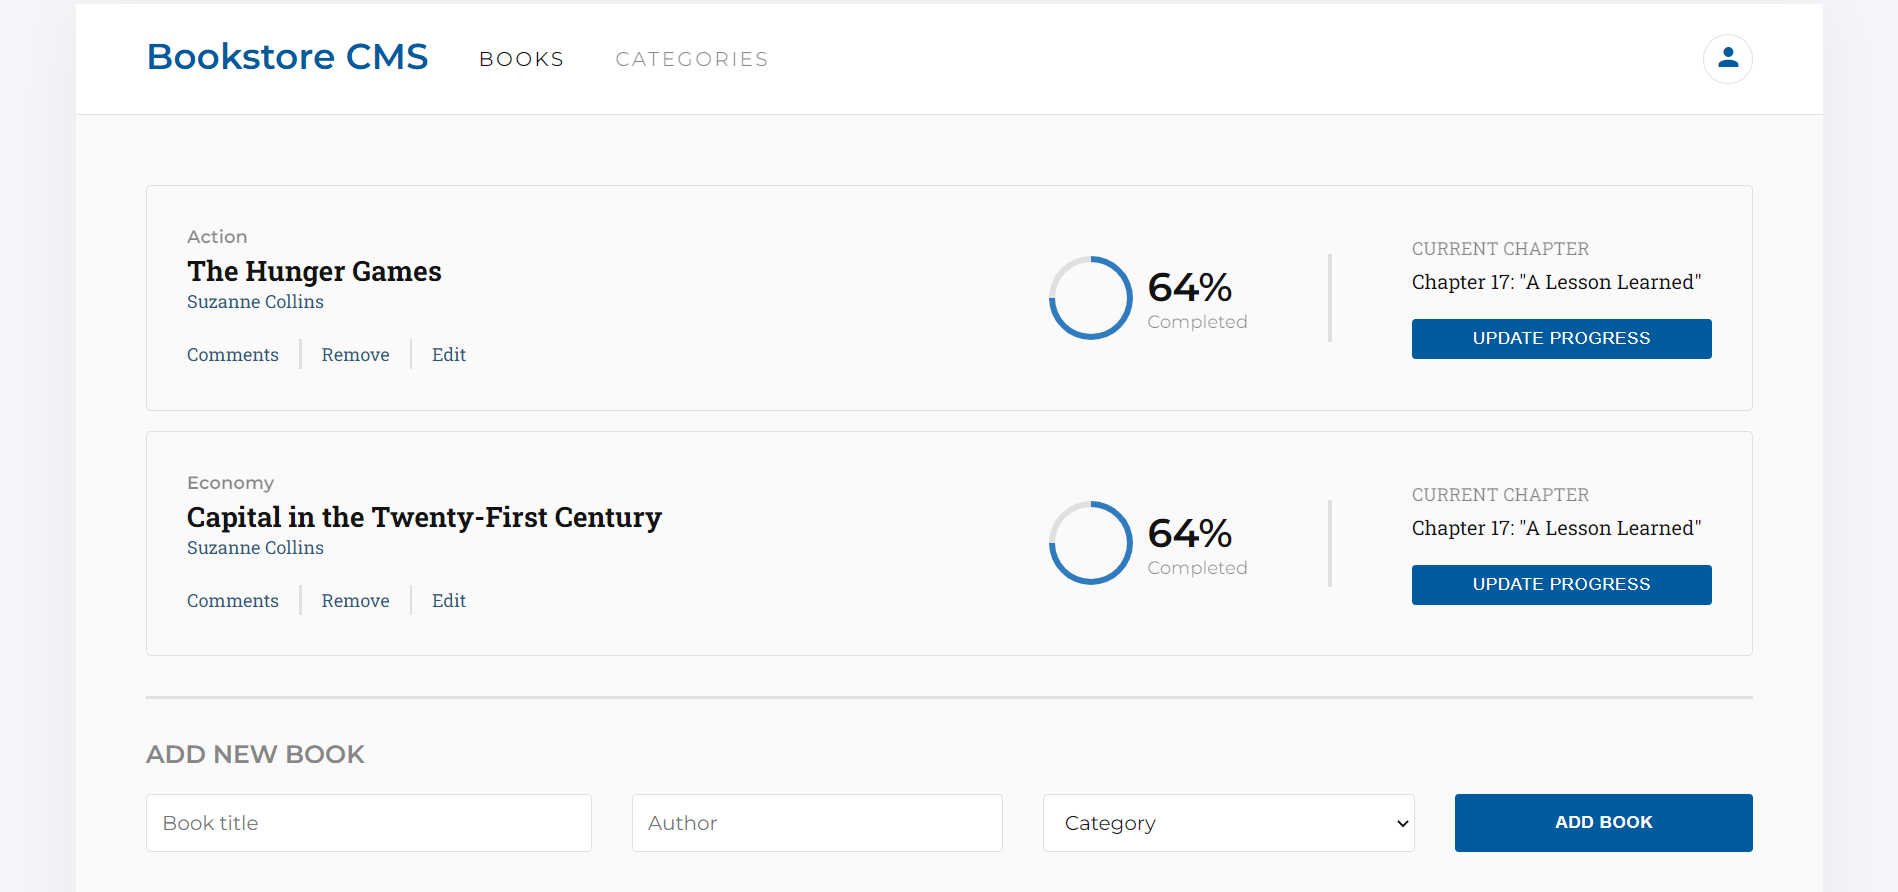 Bookstore CMS BOOKS CATEGORIES
Action
The Hunger Games
Suzanne Collins
Comments Remove Edit
64%
Completed
CURRENT CHAPTER
Chapter 17: "A Lesson Learned"
UPDATE PROGRESS
Economy
Capital in the Twenty-First Century
Suzanne Collins
Comments Remove Edit
64%
Completed
CURRENT CHAPTER
Chapter 17: "A Lesson Learned"
UPDATE PROGRESS
ADD NEW BOOK
Book title Author Category ADD BOOK